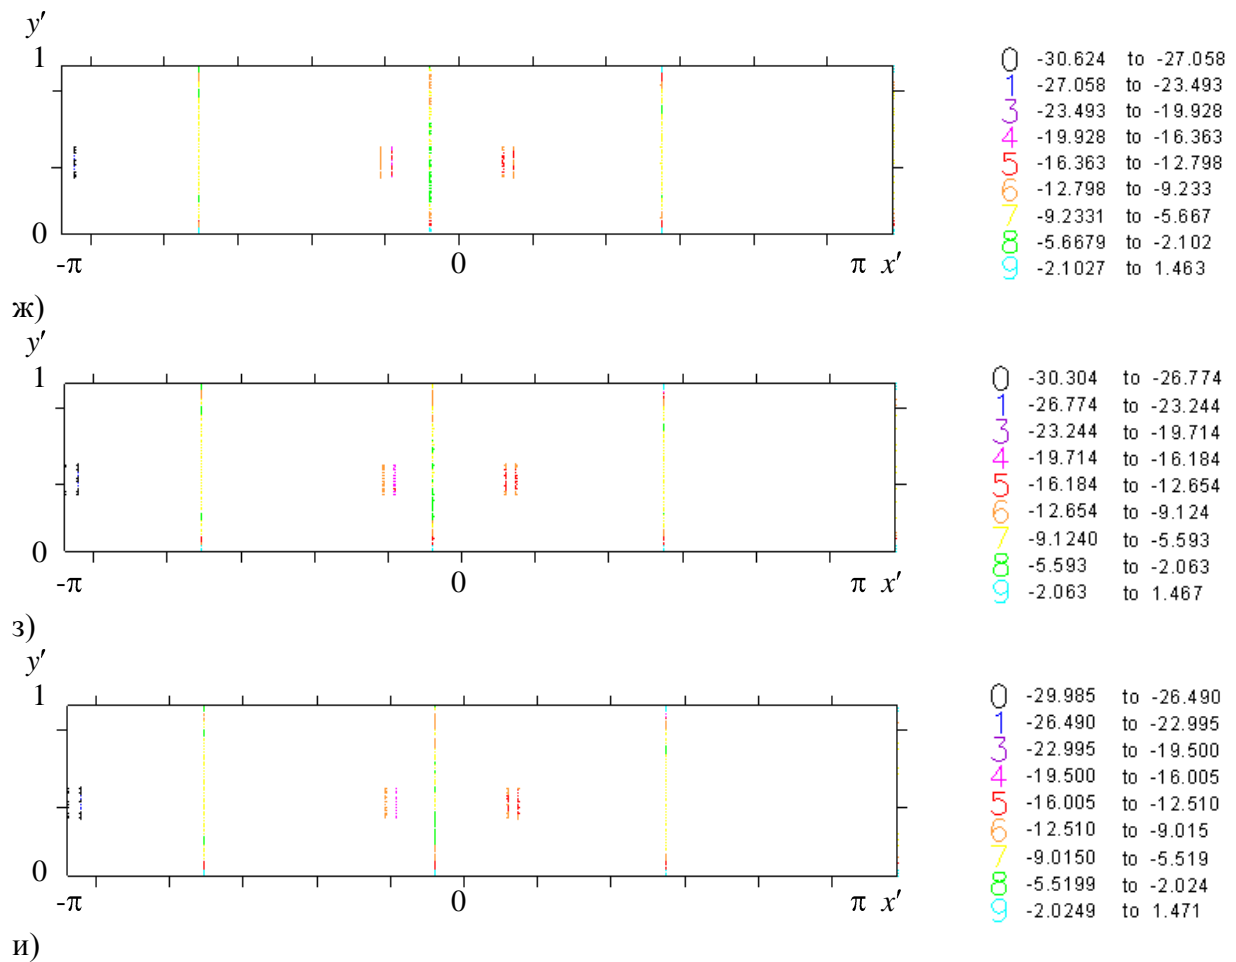 y′
1
0
-π 0 π x′
0 -30.624 to -27.058
1 -27.058 to -23.493
3 -23.493 to -19.928
4 -19.928 to -16.363
5 -16.363 to -12.798
6 -12.798 to -9.233
7 -9.2331 to -5.667
8 -5.6679 to -2.102
9 -2.1027 to 1.463
ж)
y′
1
0
-π 0 π x′
0 -30.304 to -26.774
1 -26.774 to -23.244
3 -23.244 to -19.714
4 -19.714 to -16.184
5 -16.184 to -12.654
6 -12.654 to -9.124
7 -9.1240 to -5.593
8 -5.593 to -2.063
9 -2.063 to 1.467
з)
y′
1
0
-π 0 π x′
0 -29.985 to -26.490
1 -26.490 to -22.995
3 -22.995 to -19.500
4 -19.500 to -16.005
5 -16.005 to -12.510
6 -12.510 to -9.015
7 -9.0150 to -5.519
8 -5.5199 to -2.024
9 -2.0249 to 1.471
и)